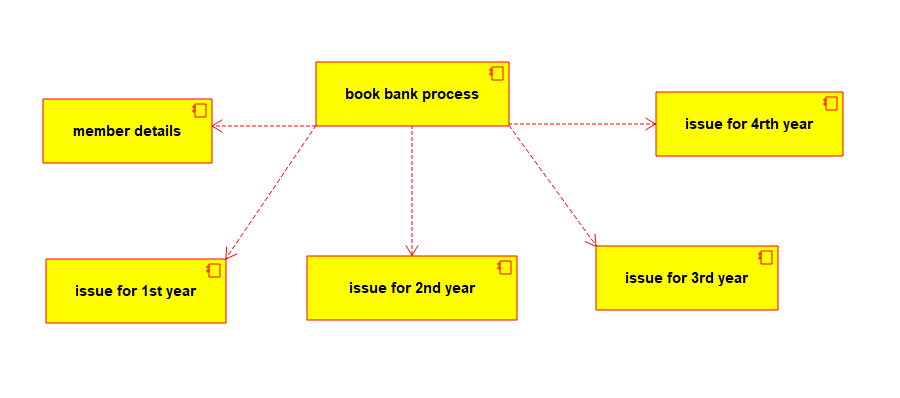 book bank process
member details
issue for 4rth year
issue for 1st year
issue for 2nd year
issue for 3rd year